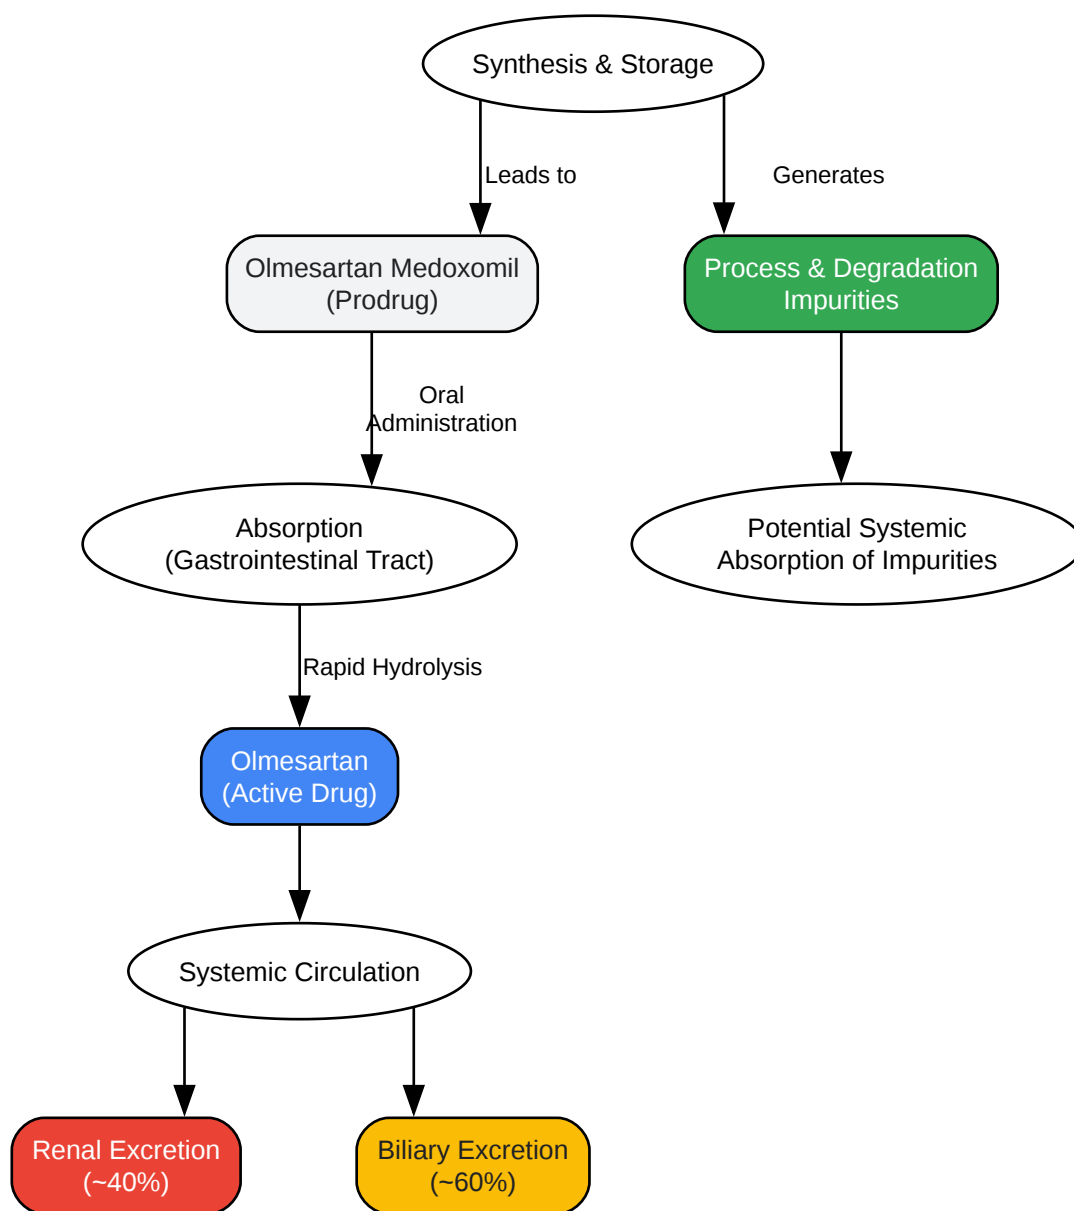 Synthesis & Storage
Leads to
Generates
Olmesartan Medoxomil
(Prodrug)
Process & Degradation
Impurities
Oral
Administration
Absorption
(Gastrointestinal Tract)
Potential Systemic
Absorption of Impurities
Rapid Hydrolysis
Olmesartan
(Active Drug)
Systemic Circulation
Renal Excretion
(~40%)
Biliary Excretion
(~60%)